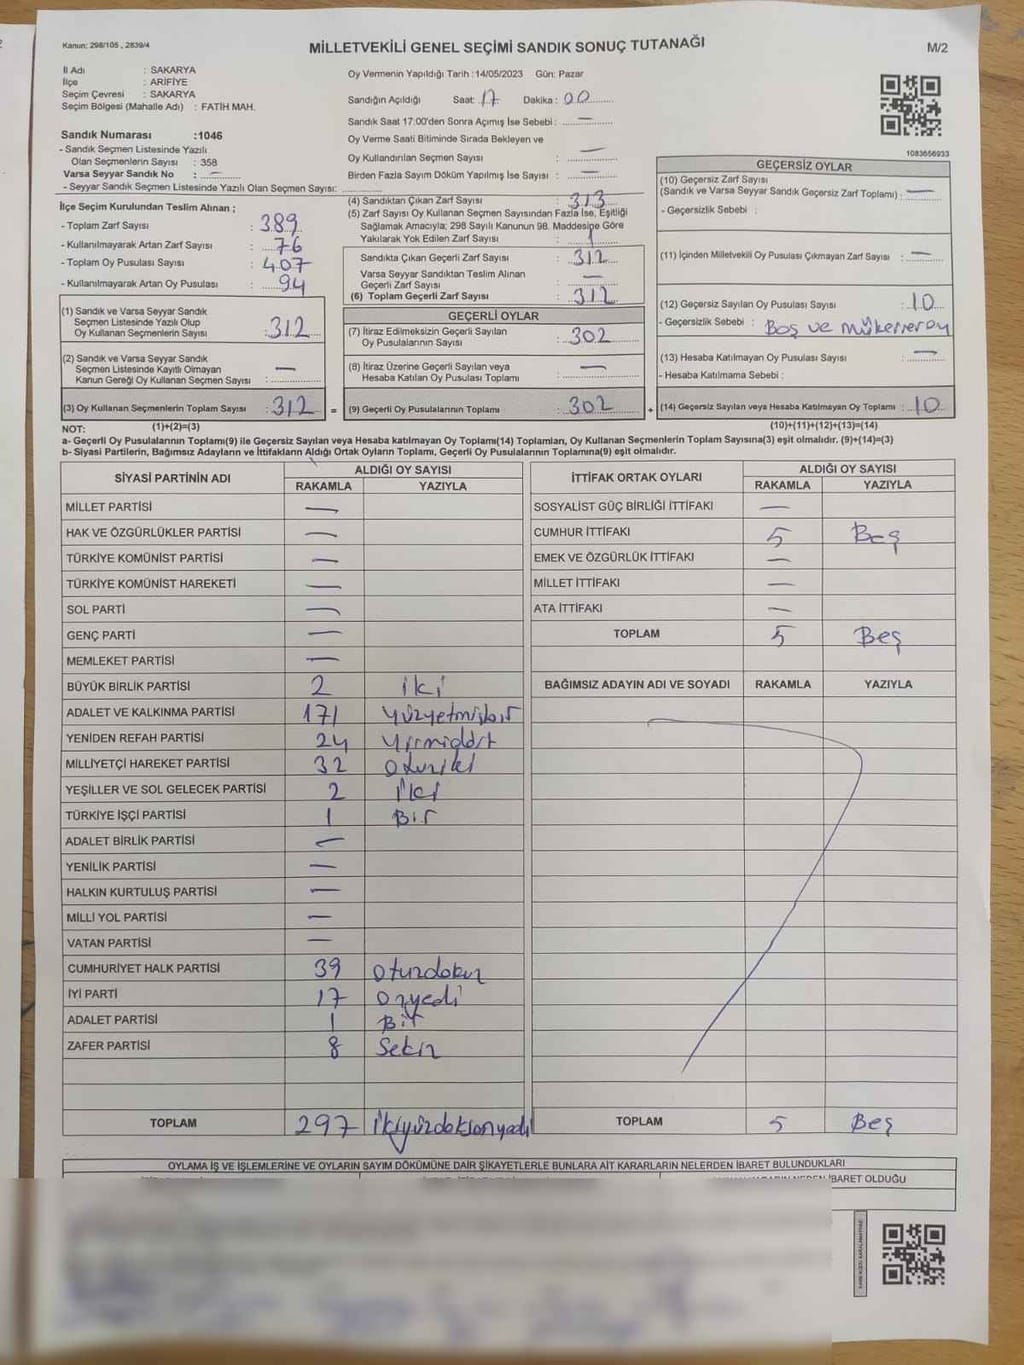 Kanun: 298/105 , 2839/4
MİLLETVEKİLİ GENEL SEÇİMİ SANDIK SONUÇ TUTANAĞI
M/2
İl Adı : SAKARYA
İlçe : ARİFİYE
Seçim Çevresi : SAKARYA
Seçim Bölgesi (Mahalle Adı) : FATİH MAH.
Sandık Numarası :1046
- Sandık Seçmen Listesinde Yazılı
Olan Seçmenlerin Sayısı : 358
Varsa Seyyar Sandık No : —
- Seyyar Sandık Seçmen Listesinde Yazılı Olan Seçmen Sayısı:
Oy Vermenin Yapıldığı Tarih :14/05/2023 Gün: Pazar
Sandığın Açıldığı Saat: 17 Dakika: 00
Sandık Saat 17:00'den Sonra Açılmış İse Sebebi : —
Oy Verme Saati Bitiminde Sırada Bekleyen ve
Oy Kullandırılan Seçmen Sayısı : —
Birden Fazla Sayım Döküm Yapılmış İse Sayısı : —
İlçe Seçim Kurulundan Teslim Alınan ;
- Toplam Zarf Sayısı : 389
- Kullanılmayarak Artan Zarf Sayısı : 76
- Toplam Oy Pusulası Sayısı : 407
- Kullanılmayarak Artan Oy Pusulası : 94
(4) Sandıktan Çıkan Zarf Sayısı : 313
(5) Zarf Sayısı Oy Kullanan Seçmen Sayısından Fazla İse, Eşitliği
Sağlamak Amacıyla; 298 Sayılı Kanunun 98. Maddesine Göre
Yakılarak Yok Edilen Zarf Sayısı : 1
Sandıkta Çıkan Geçerli Zarf Sayısı : 312
Varsa Seyyar Sandıktan Teslim Alınan
Geçerli Zarf Sayısı : —
(6) Toplam Geçerli Zarf Sayısı : 312
1083656933
GEÇERSİZ OYLAR
(10) Geçersiz Zarf Sayısı
(Sandık ve Varsa Seyyar Sandık Geçersiz Zarf Toplamı) : —
- Geçersizlik Sebebi :
(11) İçinden Milletvekili Oy Pusulası Çıkmayan Zarf Sayısı : —
(12) Geçersiz Sayılan Oy Pusulası Sayısı : 10
- Geçersizlik Sebebi : Boş ve mükerrer oy
(13) Hesaba Katılmayan Oy Pusulası Sayısı : —
- Hesaba Katılmama Sebebi :
(1) Sandık ve Varsa Seyyar Sandık
Seçmen Listesinde Yazılı Olup
Oy Kullanan Seçmenlerin Sayısı : 312
(2) Sandık ve Varsa Seyyar Sandık
Seçmen Listesinde Kayıtlı Olmayan
Kanun Gereği Oy Kullanan Seçmen Sayısı : —
GEÇERLİ OYLAR
(7) İtiraz Edilmeksizin Geçerli Sayılan
Oy Pusulalarının Sayısı : 302
(8) İtiraz Üzerine Geçerli Sayılan veya
Hesaba Katılan Oy Pusulası Toplamı : —
(3) Oy Kullanan Seçmenlerin Toplam Sayısı : 312 = (9) Geçerli Oy Pusulalarının Toplamı : 302 + (14) Geçersiz Sayılan veya Hesaba Katılmayan Oy Toplamı : 10
NOT: (1)+(2)=(3) (10)+(11)+(12)+(13)=(14)
a- Geçerli Oy Pusulalarının Toplamı(9) ile Geçersiz Sayılan veya Hesaba katılmayan Oy Toplamı(14) Toplamları, Oy Kullanan Seçmenlerin Toplam Sayısına(3) eşit olmalıdır. (9)+(14)=(3)
b- Siyasi Partilerin, Bağımsız Adayların ve İttifakların Aldığı Ortak Oyların Toplamı, Geçerli Oy Pusulalarının Toplamına(9) eşit olmalıdır.
SİYASİ PARTİNİN ADI ALDIĞI OY SAYISI
RAKAMLA YAZIYLA
MİLLET PARTİSİ —
HAK VE ÖZGÜRLÜKLER PARTİSİ —
TÜRKİYE KOMÜNİST PARTİSİ —
TÜRKİYE KOMÜNİST HAREKETİ —
SOL PARTİ —
GENÇ PARTİ —
MEMLEKET PARTİSİ —
BÜYÜK BİRLİK PARTİSİ 2 iki
ADALET VE KALKINMA PARTİSİ 171 Yüzyetmişbir
YENİDEN REFAH PARTİSİ 24 Yirmidört
MİLLİYETÇİ HAREKET PARTİSİ 32 Otuziki
YEŞİLLER VE SOL GELECEK PARTİSİ 2 İki
TÜRKİYE İŞÇİ PARTİSİ 1 Bir
ADALET BİRLİK PARTİSİ —
YENİLİK PARTİSİ —
HALKIN KURTULUŞ PARTİSİ —
MİLLİ YOL PARTİSİ —
VATAN PARTİSİ —
CUMHURİYET HALK PARTİSİ 39 Otuzdokuz
İYİ PARTİ 17 Onyedi
ADALET PARTİSİ 1 Bir
ZAFER PARTİSİ 8 Sekiz
TOPLAM 297 İkiyüzdoksanyedi
İTTİFAK ORTAK OYLARI ALDIĞI OY SAYISI
RAKAMLA YAZIYLA
SOSYALİST GÜÇ BİRLİĞİ İTTİFAKI —
CUMHUR İTTİFAKI 5 Beş
EMEK VE ÖZGÜRLÜK İTTİFAKI —
MİLLET İTTİFAKI —
ATA İTTİFAKI —
TOPLAM 5 Beş
BAĞIMSIZ ADAYIN ADI VE SOYADI RAKAMLA YAZIYLA
TOPLAM 5 Beş
OYLAMA İŞ VE İŞLEMLERİNE VE OYLARIN SAYIM DÖKÜMÜNE DAİR ŞİKAYETLERLE BUNLARA AİT KARARLARIN NELERDEN İBARET BULUNDUKLARI
İBARET OLDUĞU